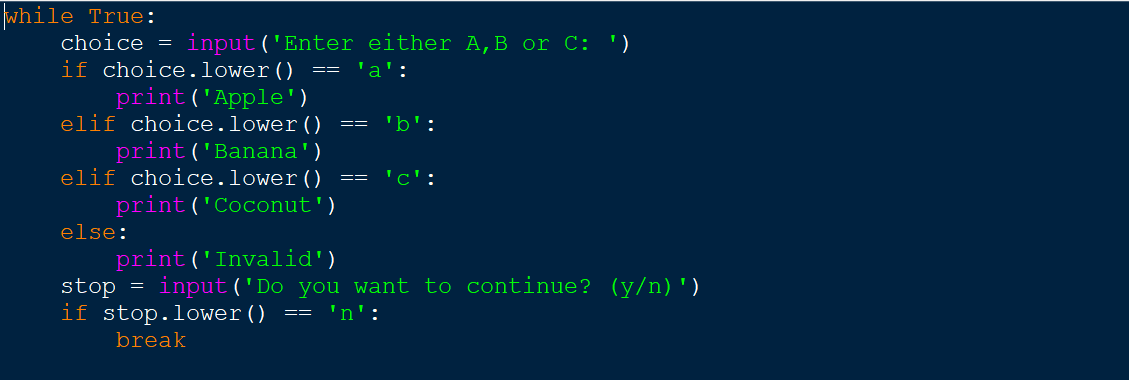 while True:
    choice = input('Enter either A,B or C: ')
    if choice.lower() == 'a':
        print('Apple')
    elif choice.lower() == 'b':
        print('Banana')
    elif choice.lower() == 'c':
        print('Coconut')
    else:
        print('Invalid')
    stop = input('Do you want to continue? (y/n)')
    if stop.lower() == 'n':
        break